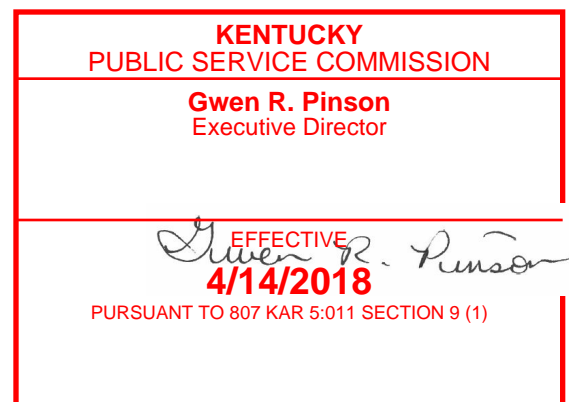 KENTUCKY
PUBLIC SERVICE COMMISSION
Gwen R. Pinson
Executive Director
Gwen R. Pinson
EFFECTIVE
4/14/2018
PURSUANT TO 807 KAR 5:011 SECTION 9 (1)